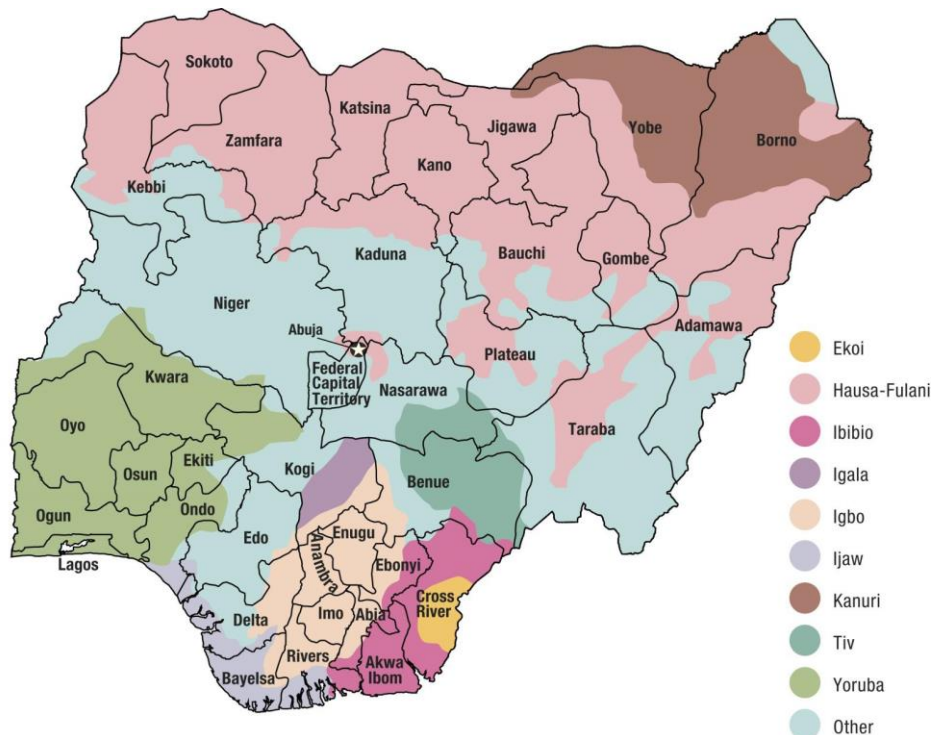 Sokoto
Katsina
Jigawa
Yobe
Borno
Zamfara
Kano
Kebbi
Bauchi
Gombe
Kaduna
Niger
Abuja
Adamawa
Plateau
Federal
Capital
Territory
Nasarawa
Kwara
Oyo
Taraba
Osun
Ekiti
Kogi
Benue
Ogun
Ondo
Edo
Enugu
Anambra
Lagos
Ebonyi
Cross
River
Delta
Imo
Abia
Rivers
Akwa
Ibom
Bayelsa
Ekoi
Hausa-Fulani
Ibibio
Igala
Igbo
Ijaw
Kanuri
Tiv
Yoruba
Other